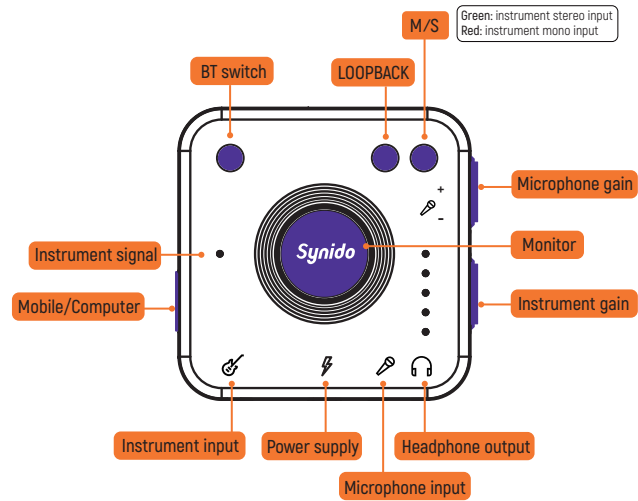 M/S
Green: instrument stereo input
Red: instrument mono input
BT switch
LOOPBACK
Microphone gain
+
-
Synido
Monitor
Instrument signal
Mobile/Computer
Instrument gain
Instrument input
Power supply
Headphone output
Microphone input